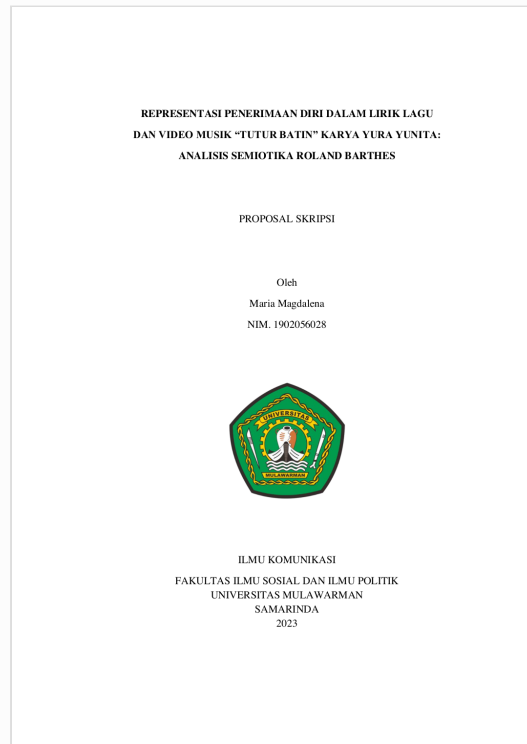 REPRESENTASI PENERIMAAN DIRI DALAM LIRIK LAGU
DAN VIDEO MUSIK “TUTUR BATIN” KARYA YURA YUNITA:
ANALISIS SEMIOTIKA ROLAND BARTHES
PROPOSAL SKRIPSI
Oleh
Maria Magdalena
NIM. 1902056028
UNIVERSITAS
MULAWARMAN
ILMU KOMUNIKASI
FAKULTAS ILMU SOSIAL DAN ILMU POLITIK
UNIVERSITAS MULAWARMAN
SAMARINDA
2023